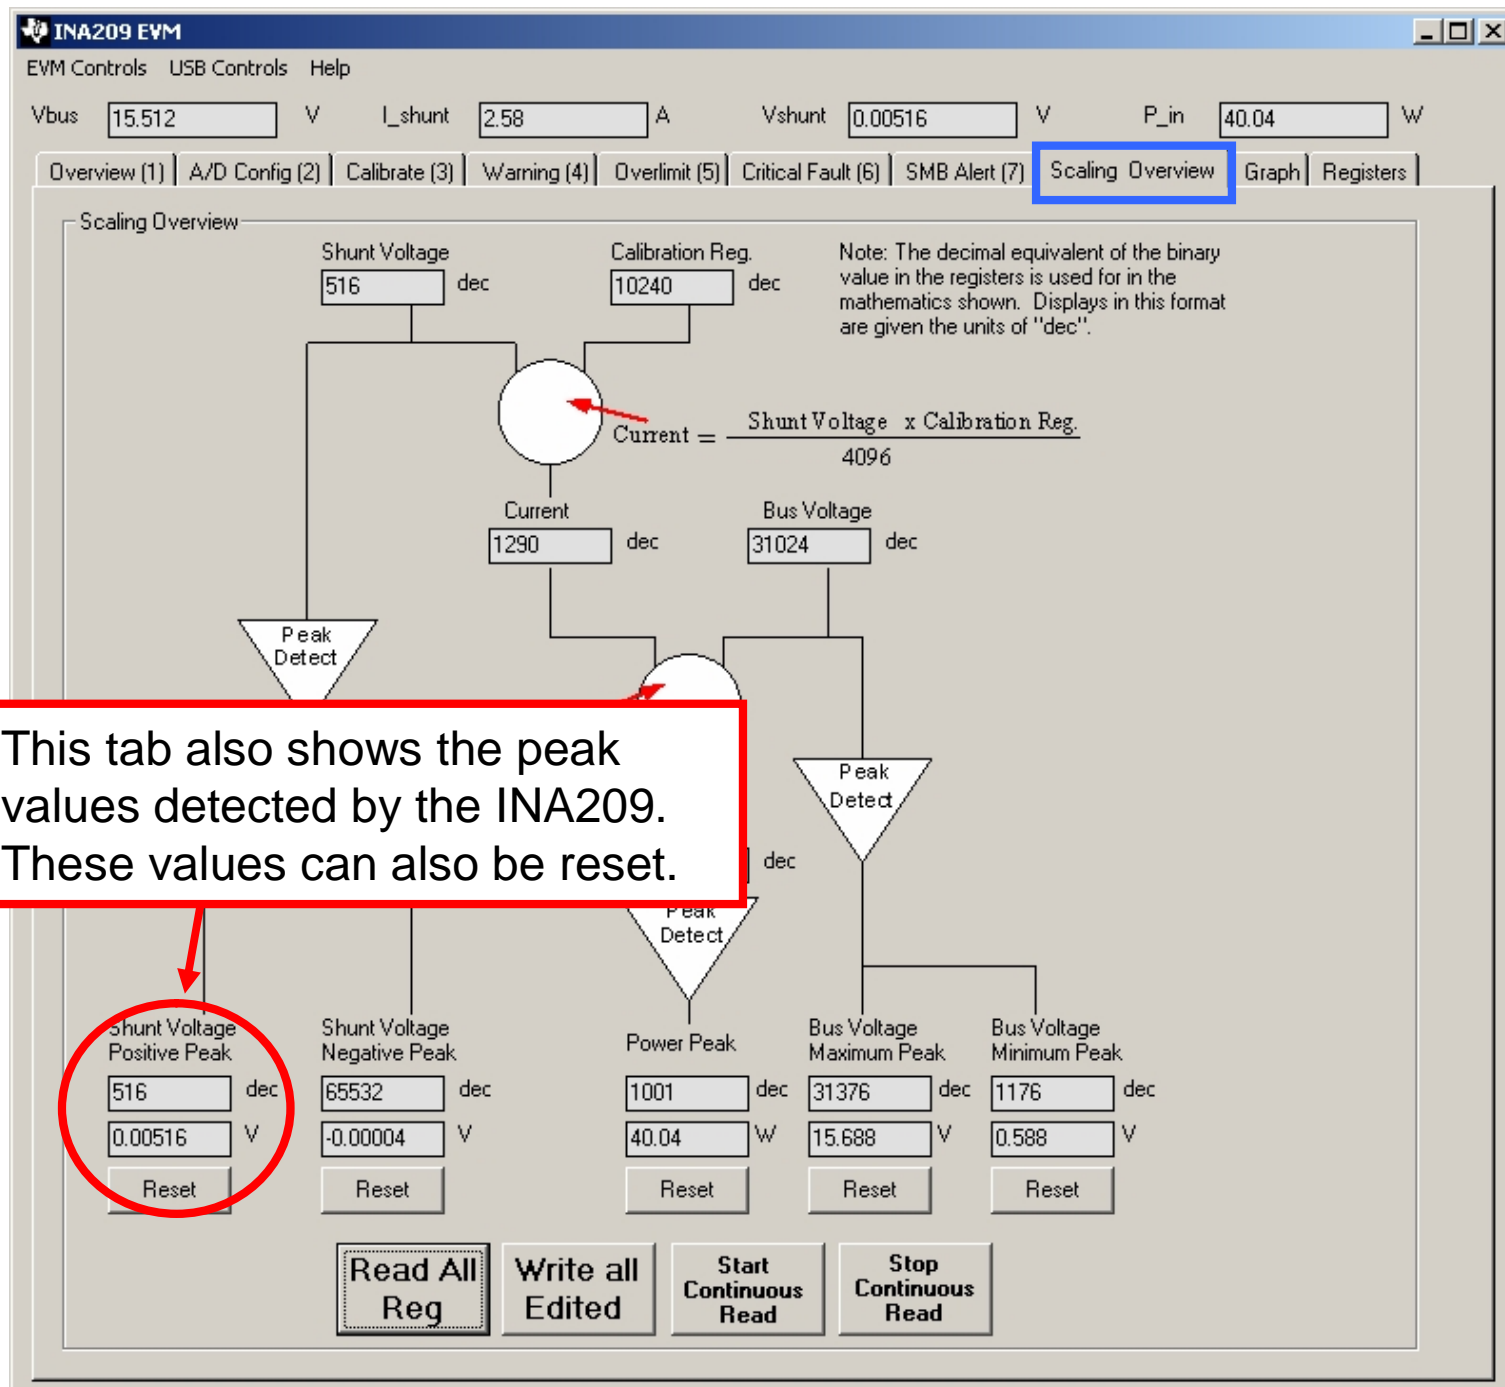 INA209 EVM
EVM Controls USB Controls Help
Vbus 15.512 V I_shunt 2.58 A Vshunt 0.00516 V P_in 40.04 W
Overview (1) A/D Config (2) Calibrate (3) Warning (4) Overlimit (5) Critical Fault (6) SMB Alert (7) Scaling Overview Graph Registers
Scaling Overview
Shunt Voltage
516 dec
Calibration Reg.
10240 dec
Note: The decimal equivalent of the binary
value in the registers is used for in the
mathematics shown. Displays in this format
are given the units of "dec".
Current = Shunt Voltage x Calibration Reg.
4096
Current
1290 dec
Bus Voltage
31024 dec
Peak
Detect
This tab also shows the peak
values detected by the INA209.
These values can also be reset.
Peak
Detect
dec
Peak
Detect
Shunt Voltage
Positive Peak
516 dec
0.00516 V
Reset
Shunt Voltage
Negative Peak
65532 dec
-0.00004 V
Reset
Power Peak
1001 dec
40.04 W
Reset
Bus Voltage
Maximum Peak
31376 dec
15.688 V
Reset
Bus Voltage
Minimum Peak
1176 dec
0.588 V
Reset
Read All
Reg
Write all
Edited
Start
Continuous
Read
Stop
Continuous
Read